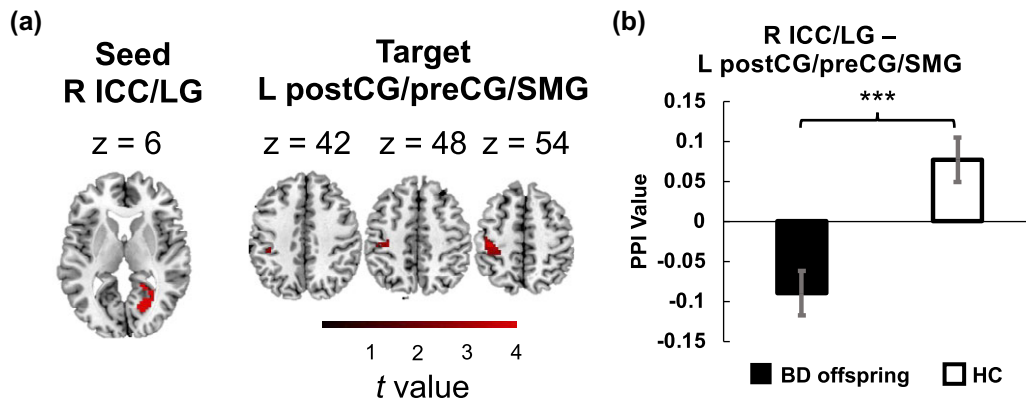 (a)
Seed
R ICC/LG
z = 6
Target
L postCG/preCG/SMG
z = 42 z = 48 z = 54
1 2 3 4
t value
(b)
R ICC/LG –
L postCG/preCG/SMG
***
PPI Value
0.15
0.1
0.05
0
-0.05
-0.1
-0.15
BD offspring HC